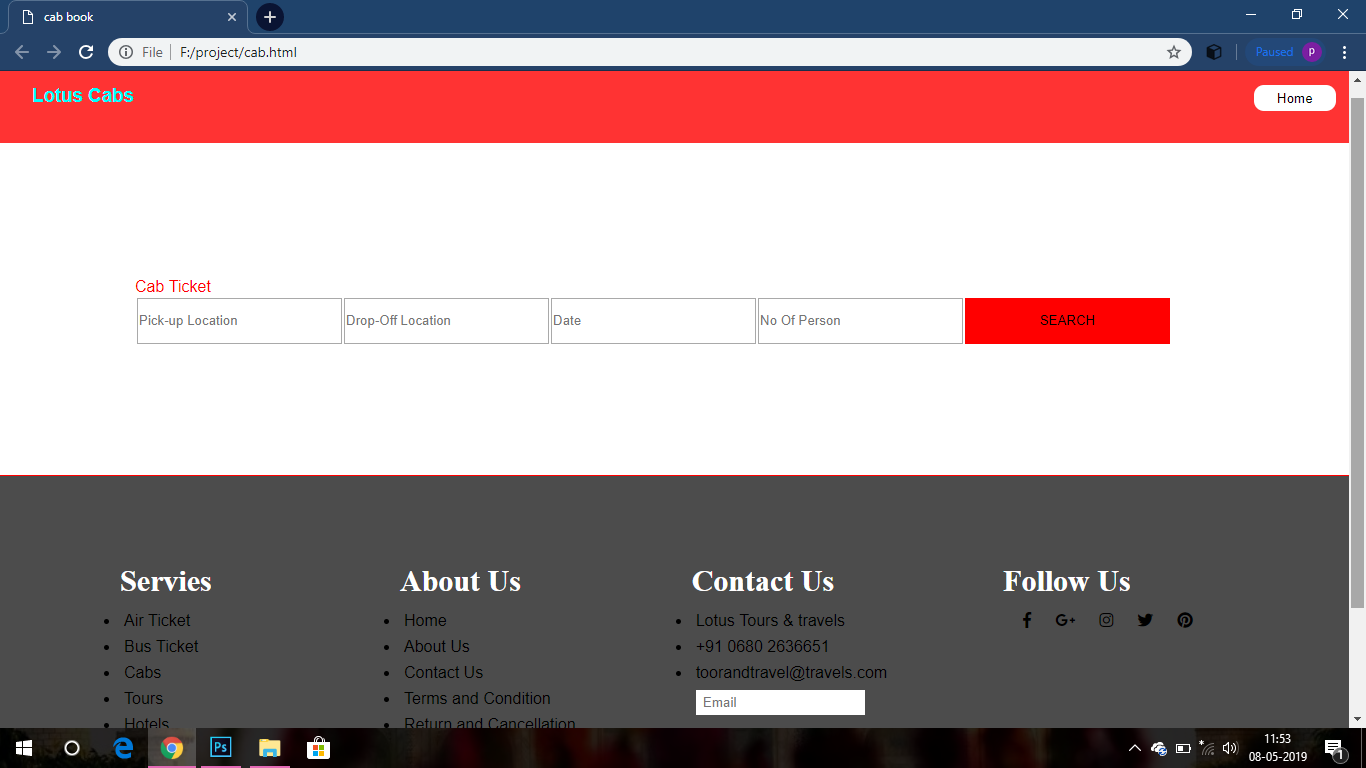 cab book
File F:/project/cab.html Paused p
Lotus Cabs Home
Cab Ticket
Pick-up Location Drop-Off Location Date No Of Person SEARCH
Servies About Us Contact Us Follow Us
Air Ticket Home Lotus Tours & travels
Bus Ticket About Us +91 0680 2636651
Cabs Contact Us toorandtravel@travels.com
Tours Terms and Condition
Email
Hotels Return and Cancellation
Ps
11:53
08-05-2019
1